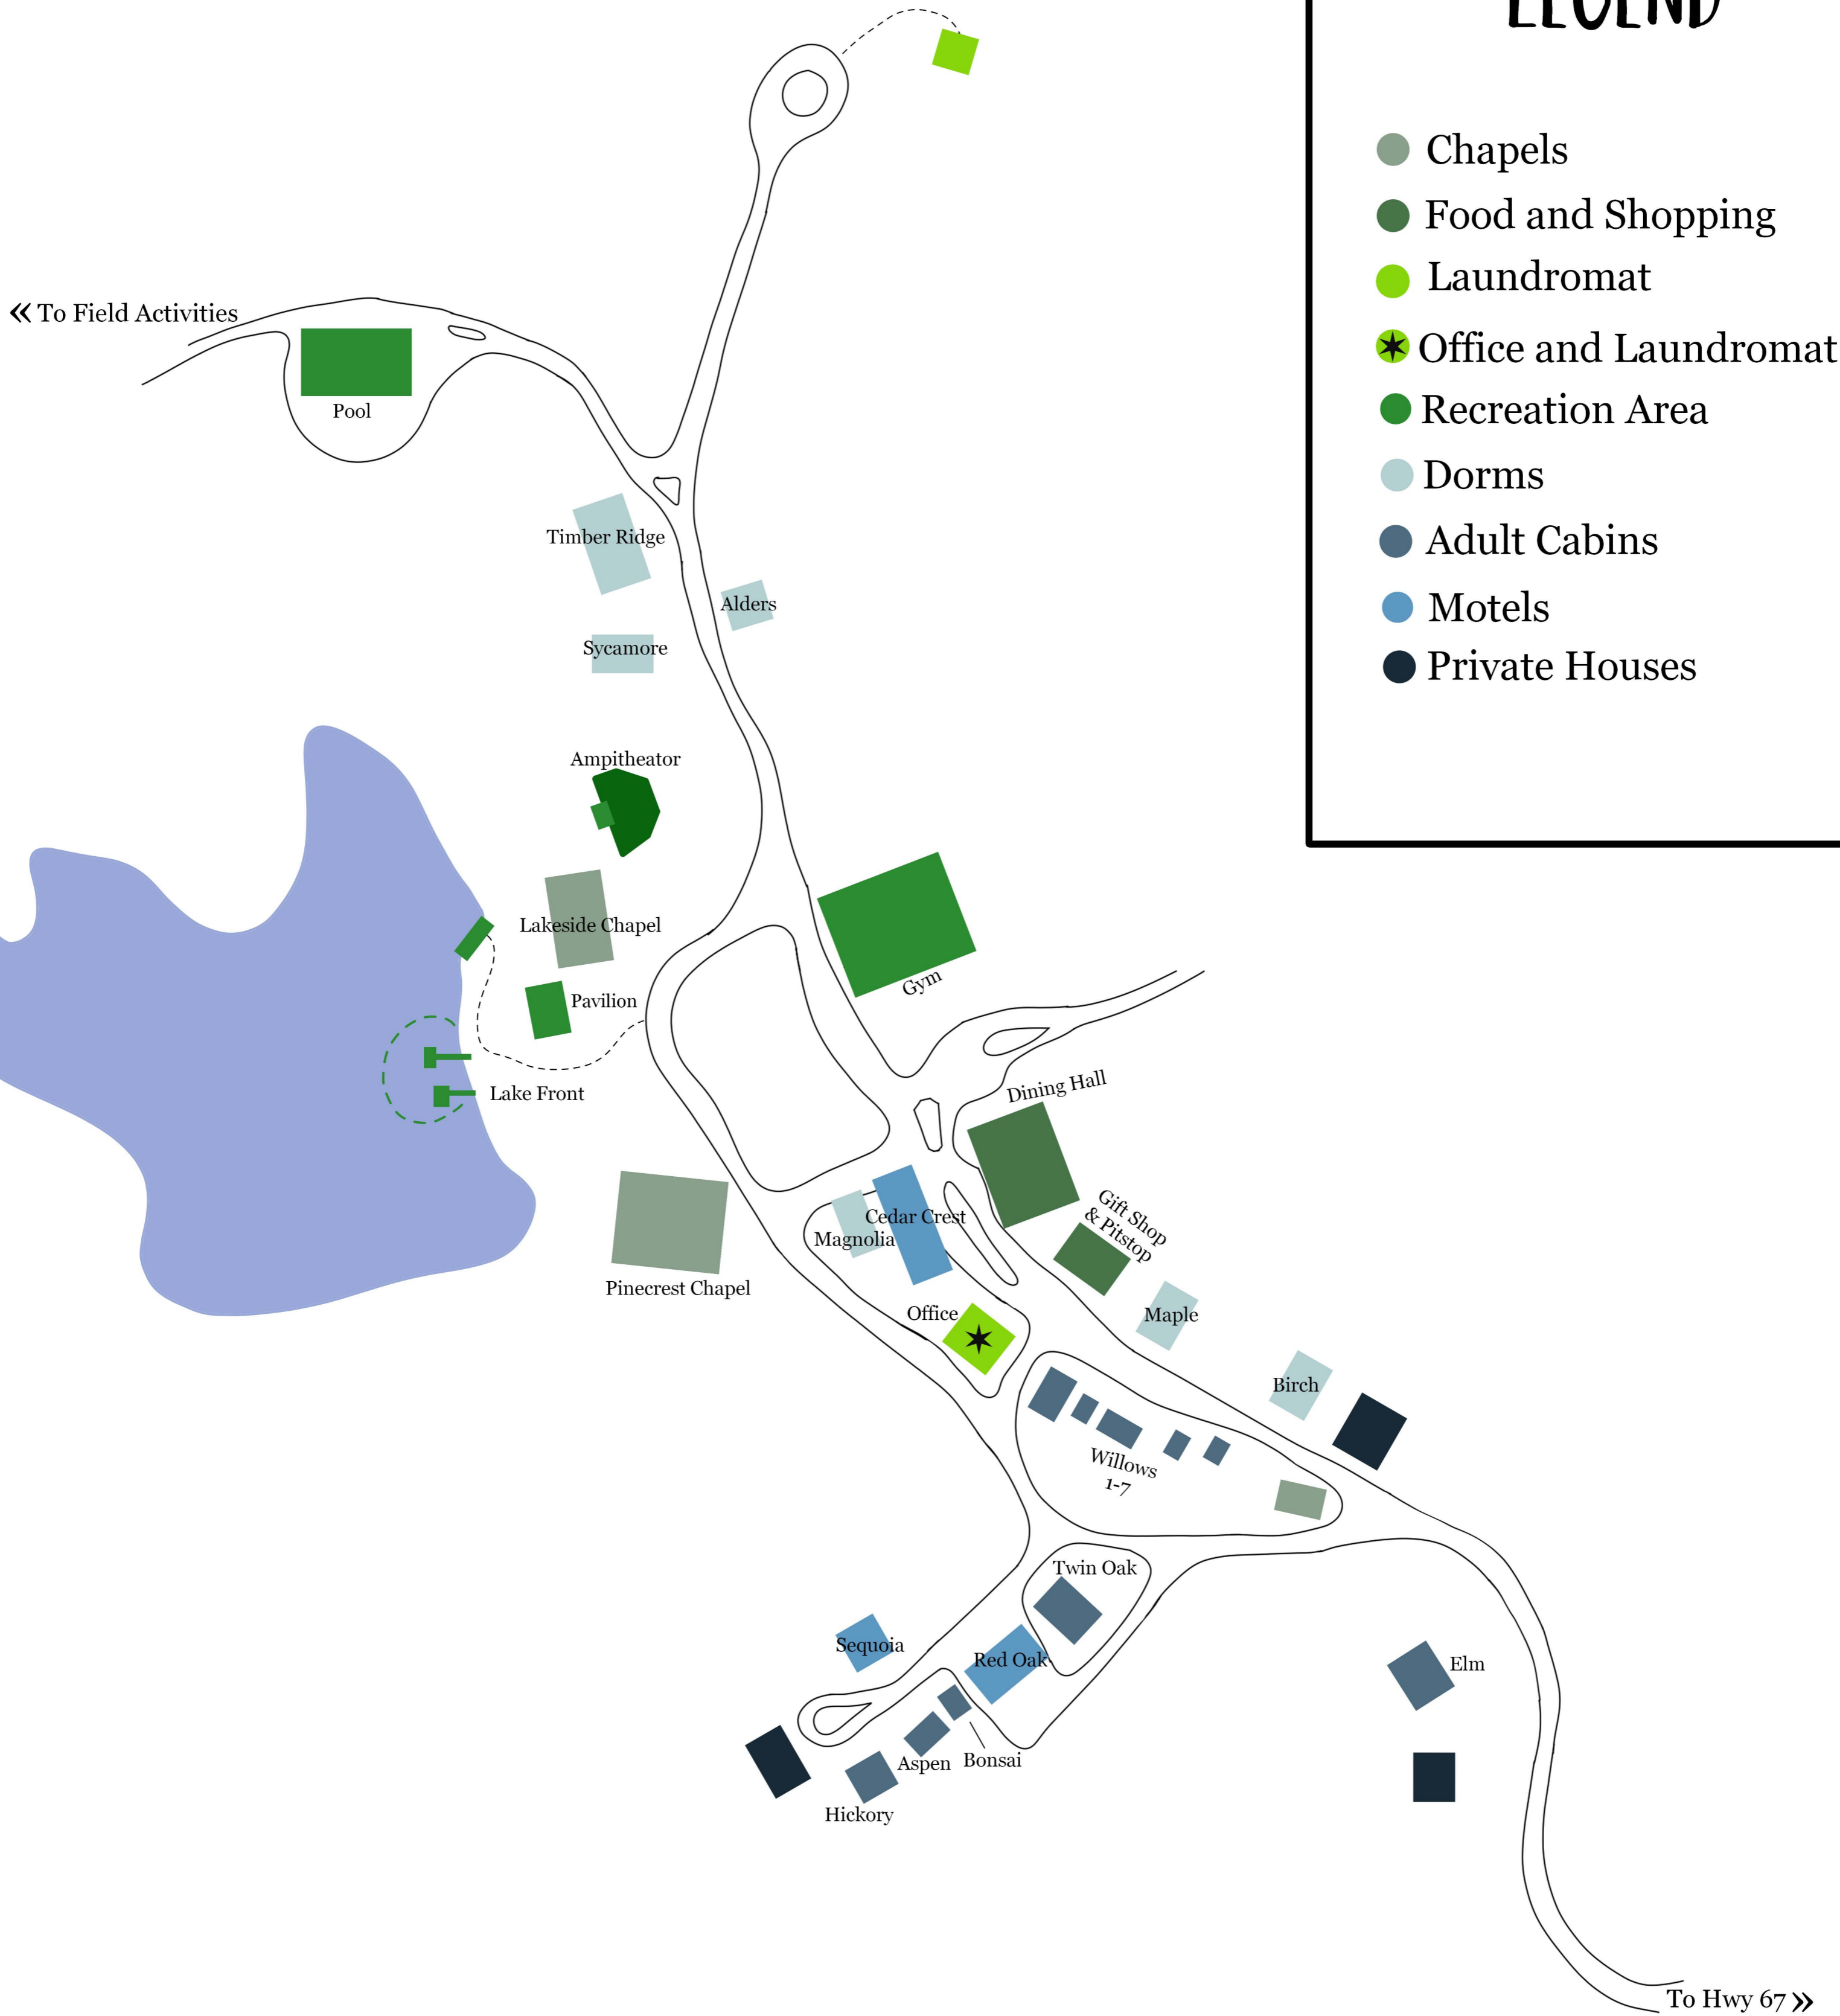 LEGEND
Chapels
Food and Shopping
Laundromat
Office and Laundromat
Recreation Area
Dorms
Adult Cabins
Motels
Private Houses
« To Field Activities
Pool
Timber Ridge
Alders
Sycamore
Ampitheator
Lakeside Chapel
Gym
Pavilion
Lake Front
Dining Hall
Gift Shop
& Pitstop
Cedar Crest
Magnolia
Pinecrest Chapel
Office
Maple
Birch
Willows
1-7
Twin Oak
Sequoia
Red Oak
Elm
Aspen
Bonsai
Hickory
To Hwy 67 »